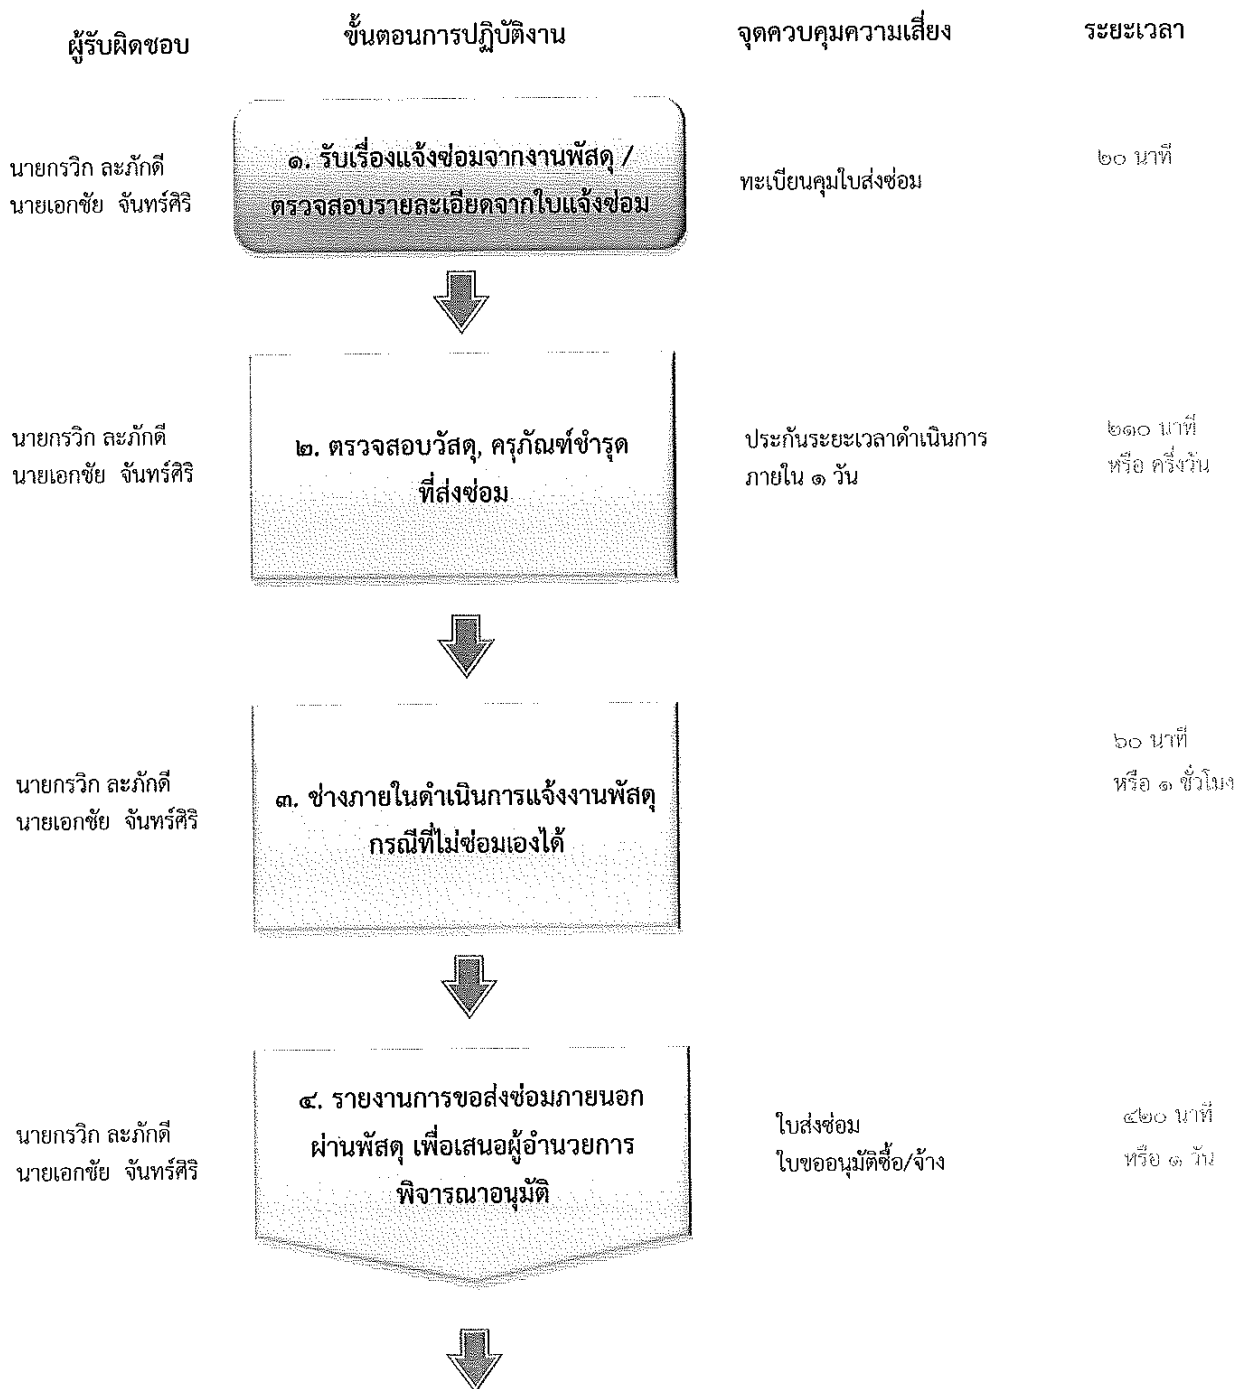 ผู้รับผิดชอบ
ขั้นตอนการปฏิบัติงาน
จุดควบคุมความเสี่ยง
ระยะเวลา
นายกรวิก ละภักดี
นายเอกชัย จันทร์ศิริ
๑. รับเรื่องแจ้งซ่อมจากงานพัสดุ /
ตรวจสอบรายละเอียดจากใบแจ้งซ่อม
ทะเบียนคุมใบส่งซ่อม
๒๐ นาที
นายกรวิก ละภักดี
นายเอกชัย จันทร์ศิริ
๒. ตรวจสอบวัสดุ, ครุภัณฑ์ชำรุด
ที่ส่งซ่อม
ประกันระยะเวลาดำเนินการ
ภายใน ๑ วัน
๒๑๐ นาที
หรือ ครึ่งวัน
นายกรวิก ละภักดี
นายเอกชัย จันทร์ศิริ
๓. ช่างภายในดำเนินการแจ้งงานพัสดุ
กรณีที่ไม่ซ่อมเองได้
๖๐ นาที
หรือ ๑ ชั่วโมง
นายกรวิก ละภักดี
นายเอกชัย จันทร์ศิริ
๔. รายงานการขอส่งซ่อมภายนอก
ผ่านพัสดุ เพื่อเสนอผู้อำนวยการ
พิจารณาอนุมัติ
ใบส่งซ่อม
ใบขออนุมัติซื้อ/จ้าง
๔๒๐ นาที
หรือ ๑ วัน